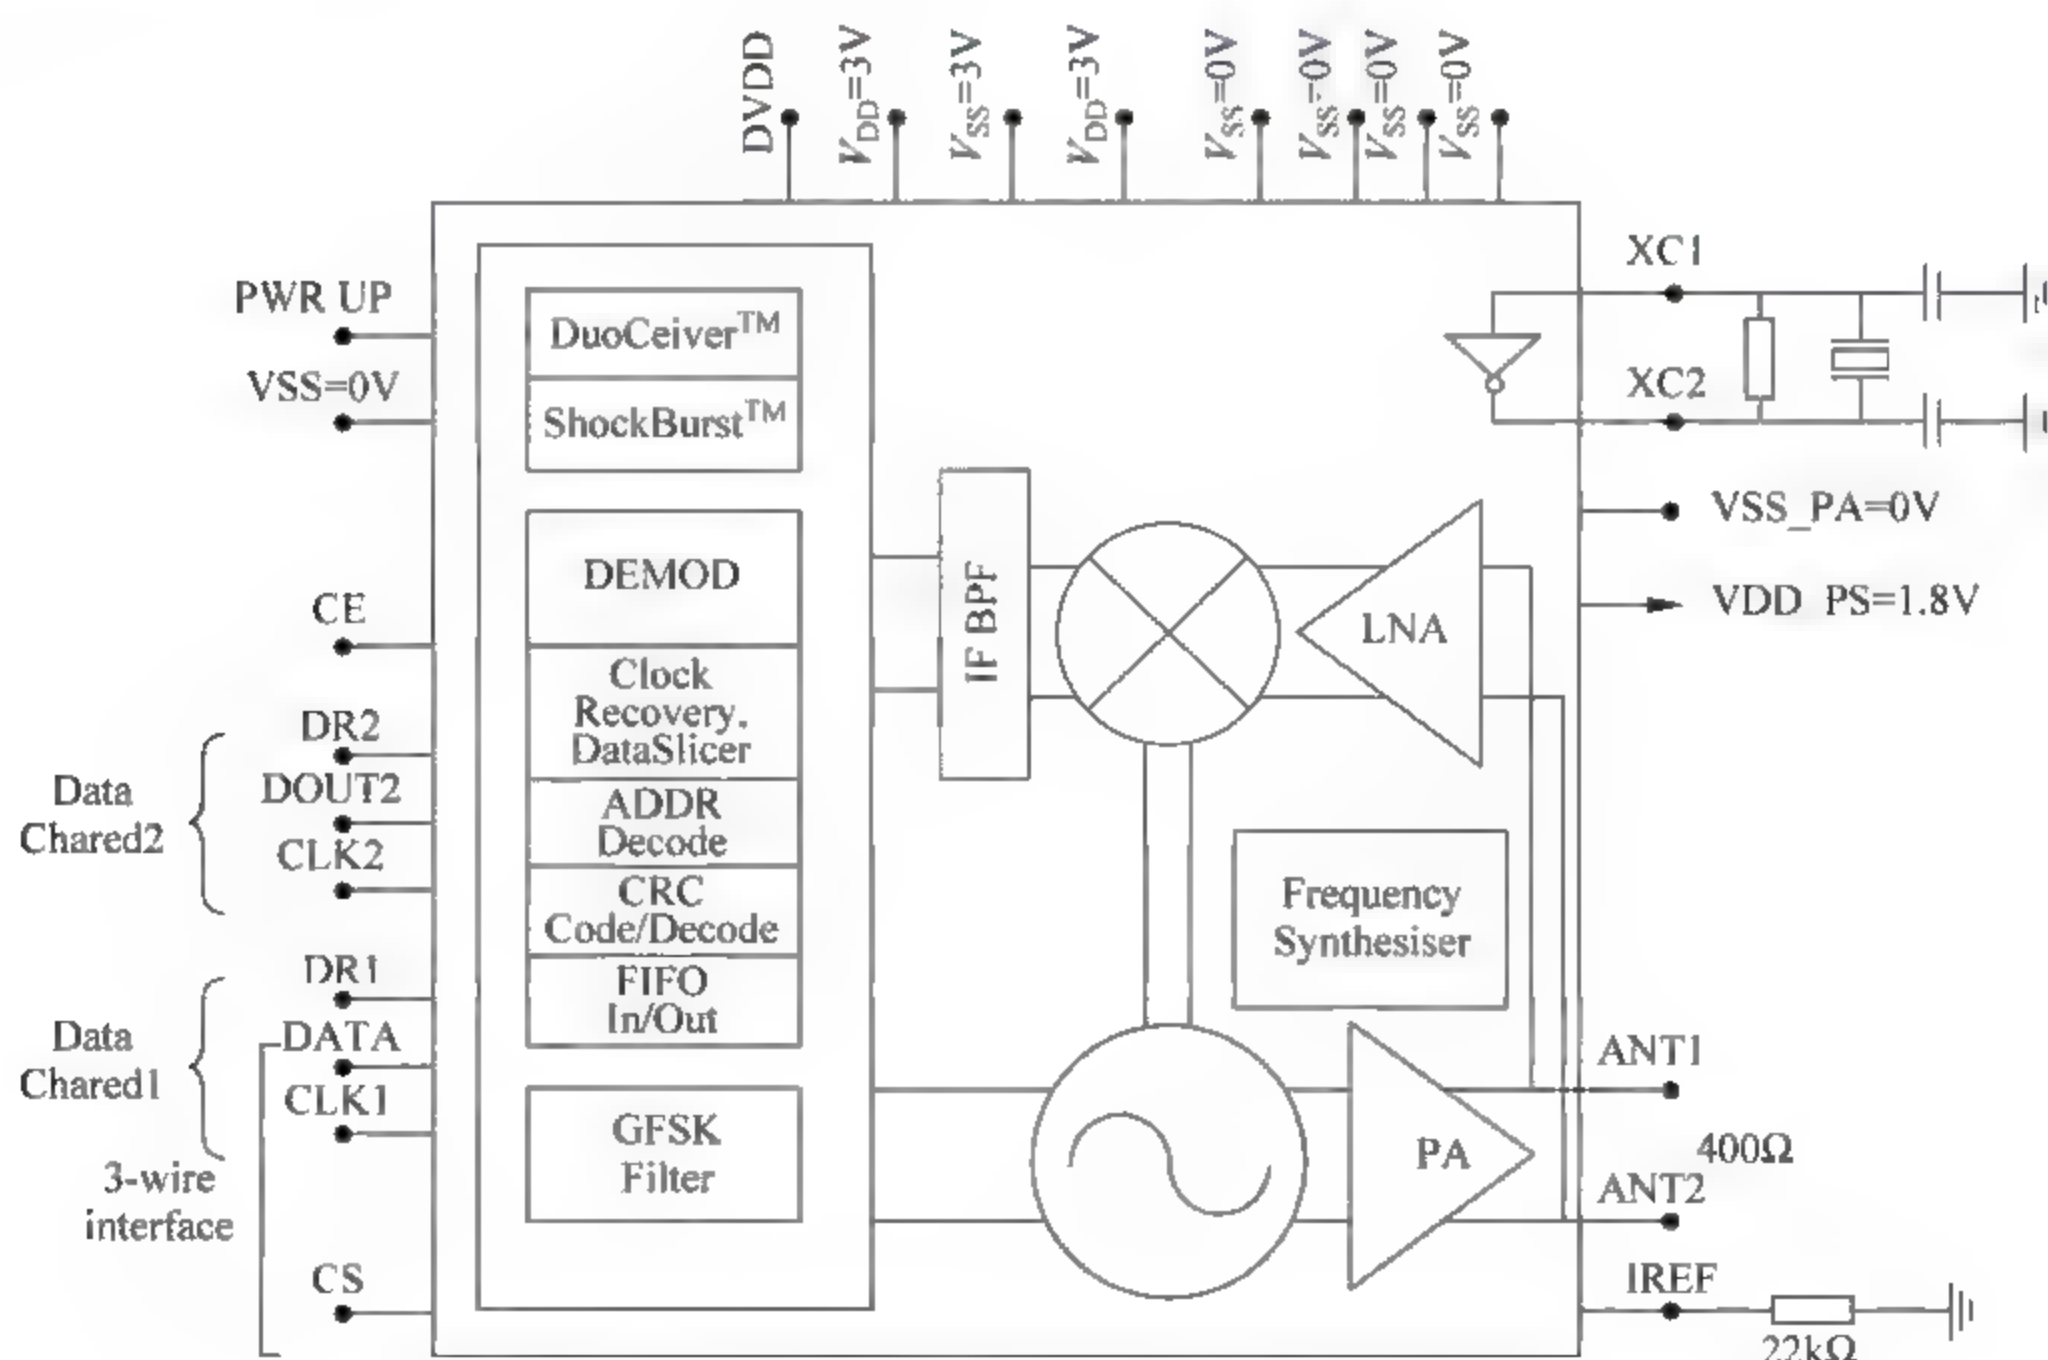 DVDD
VDD=3V
VSS=3V
VDD=3V
VSS=0V
VSS=0V
VSS=0V
VSS=0V
PWR UP
VSS=0V
CE
DR2
DOUT2
CLK2
Data
Chared2
DR1
DATA
CLK1
Data
Chared1
3-wire
interface
CS
DuoCeiver™
ShockBurst™
DEMOD
Clock
Recovery,
DataSlicer
ADDR
Decode
CRC
Code/Decode
FIFO
In/Out
GFSK
Filter
IF BPF
LNA
Frequency
Synthesiser
PA
XC1
XC2
VSS_PA=0V
VDD PS=1.8V
ANT1
400Ω
ANT2
IREF
22kΩ